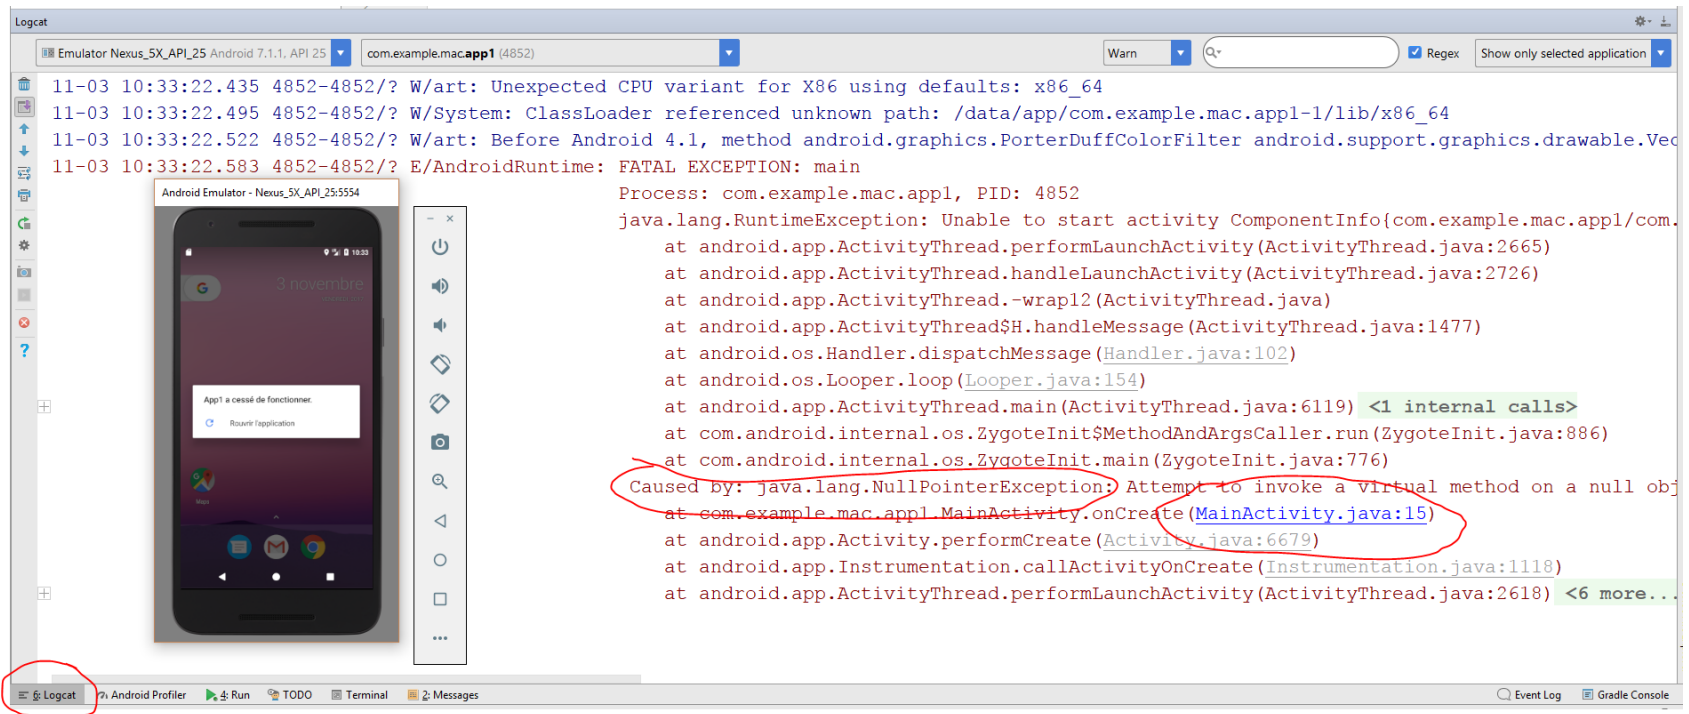 Logcat
Emulator Nexus_5X_API_25 Android 7.1.1, API 25 com.example.mac.app1 (4852) Warn Regex Show only selected application
11-03 10:33:22.435 4852-4852/? W/art: Unexpected CPU variant for X86 using defaults: x86_64
11-03 10:33:22.495 4852-4852/? W/System: ClassLoader referenced unknown path: /data/app/com.example.mac.app1-1/lib/x86_64
11-03 10:33:22.522 4852-4852/? W/art: Before Android 4.1, method android.graphics.PorterDuffColorFilter android.support.graphics.drawable.Vec
11-03 10:33:22.583 4852-4852/? E/AndroidRuntime: FATAL EXCEPTION: main
Process: com.example.mac.app1, PID: 4852
java.lang.RuntimeException: Unable to start activity ComponentInfo{com.example.mac.app1/com.
at android.app.ActivityThread.performLaunchActivity(ActivityThread.java:2665)
at android.app.ActivityThread.handleLaunchActivity(ActivityThread.java:2726)
at android.app.ActivityThread.-wrap12(ActivityThread.java)
at android.app.ActivityThread$H.handleMessage(ActivityThread.java:1477)
at android.os.Handler.dispatchMessage(Handler.java:102)
at android.os.Looper.loop(Looper.java:154)
at android.app.ActivityThread.main(ActivityThread.java:6119) <1 internal calls>
at com.android.internal.os.ZygoteInit$MethodAndArgsCaller.run(ZygoteInit.java:886)
at com.android.internal.os.ZygoteInit.main(ZygoteInit.java:776)
Caused by: java.lang.NullPointerException: Attempt to invoke a virtual method on a null obj
at com.example.mac.app1.MainActivity.onCreate(MainActivity.java:15)
at android.app.Activity.performCreate(Activity.java:6679)
at android.app.Instrumentation.callActivityOnCreate(Instrumentation.java:1118)
at android.app.ActivityThread.performLaunchActivity(ActivityThread.java:2618) <6 more...
Android Emulator - Nexus_5X_API_25:5554
10:33
G 3 novembre
App1 a cessé de fonctionner.
Rouvrir l'application
Maps
6: Logcat Android Profiler 4: Run TODO Terminal 2: Messages Event Log Gradle Console